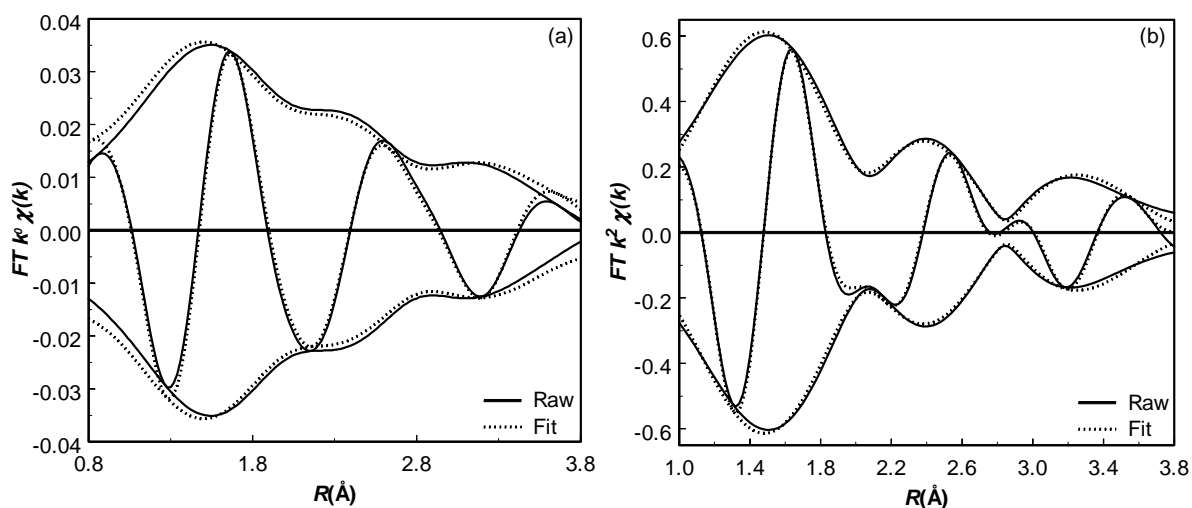 (a)
0.04
0.03
0.02
0.01
0.00
-0.01
-0.02
-0.03
-0.04
FT k⁰ χ(k)
0.8 1.8 2.8 3.8
R(Å)
Raw
Fit
(b)
0.6
0.4
0.2
0.0
-0.2
-0.4
-0.6
FT k² χ(k)
1.0 1.4 1.8 2.2 2.6 3.0 3.4 3.8
R(Å)
Raw
Fit